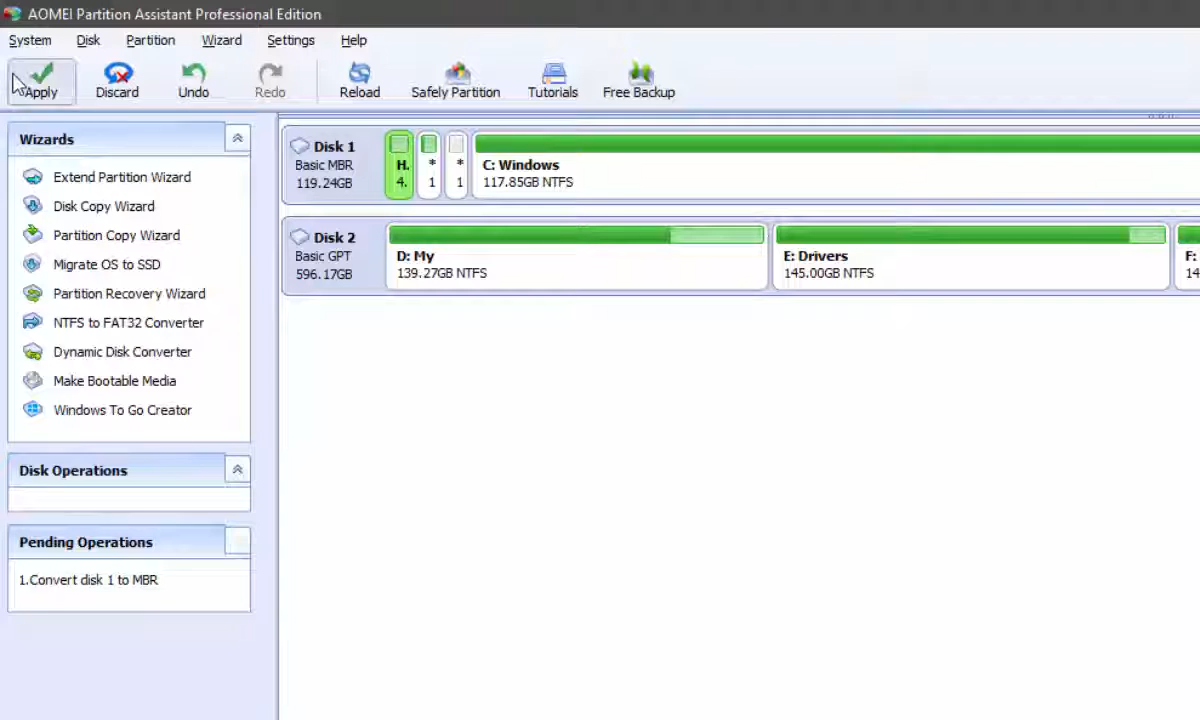 AOMEI Partition Assistant Professional Edition
System Disk Partition Wizard Settings Help
Apply Discard Undo Redo Reload Safely Partition Tutorials Free Backup
Wizards
Extend Partition Wizard
Disk Copy Wizard
Partition Copy Wizard
Migrate OS to SSD
Partition Recovery Wizard
NTFS to FAT32 Converter
Dynamic Disk Converter
Make Bootable Media
Windows To Go Creator
Disk Operations
Pending Operations
1.Convert disk 1 to MBR
Disk 1
Basic MBR
119.24GB
H.
4.
*
1
*
1
C: Windows
117.85GB NTFS
Disk 2
Basic GPT
596.17GB
D: My
139.27GB NTFS
E: Drivers
145.00GB NTFS
F:
14